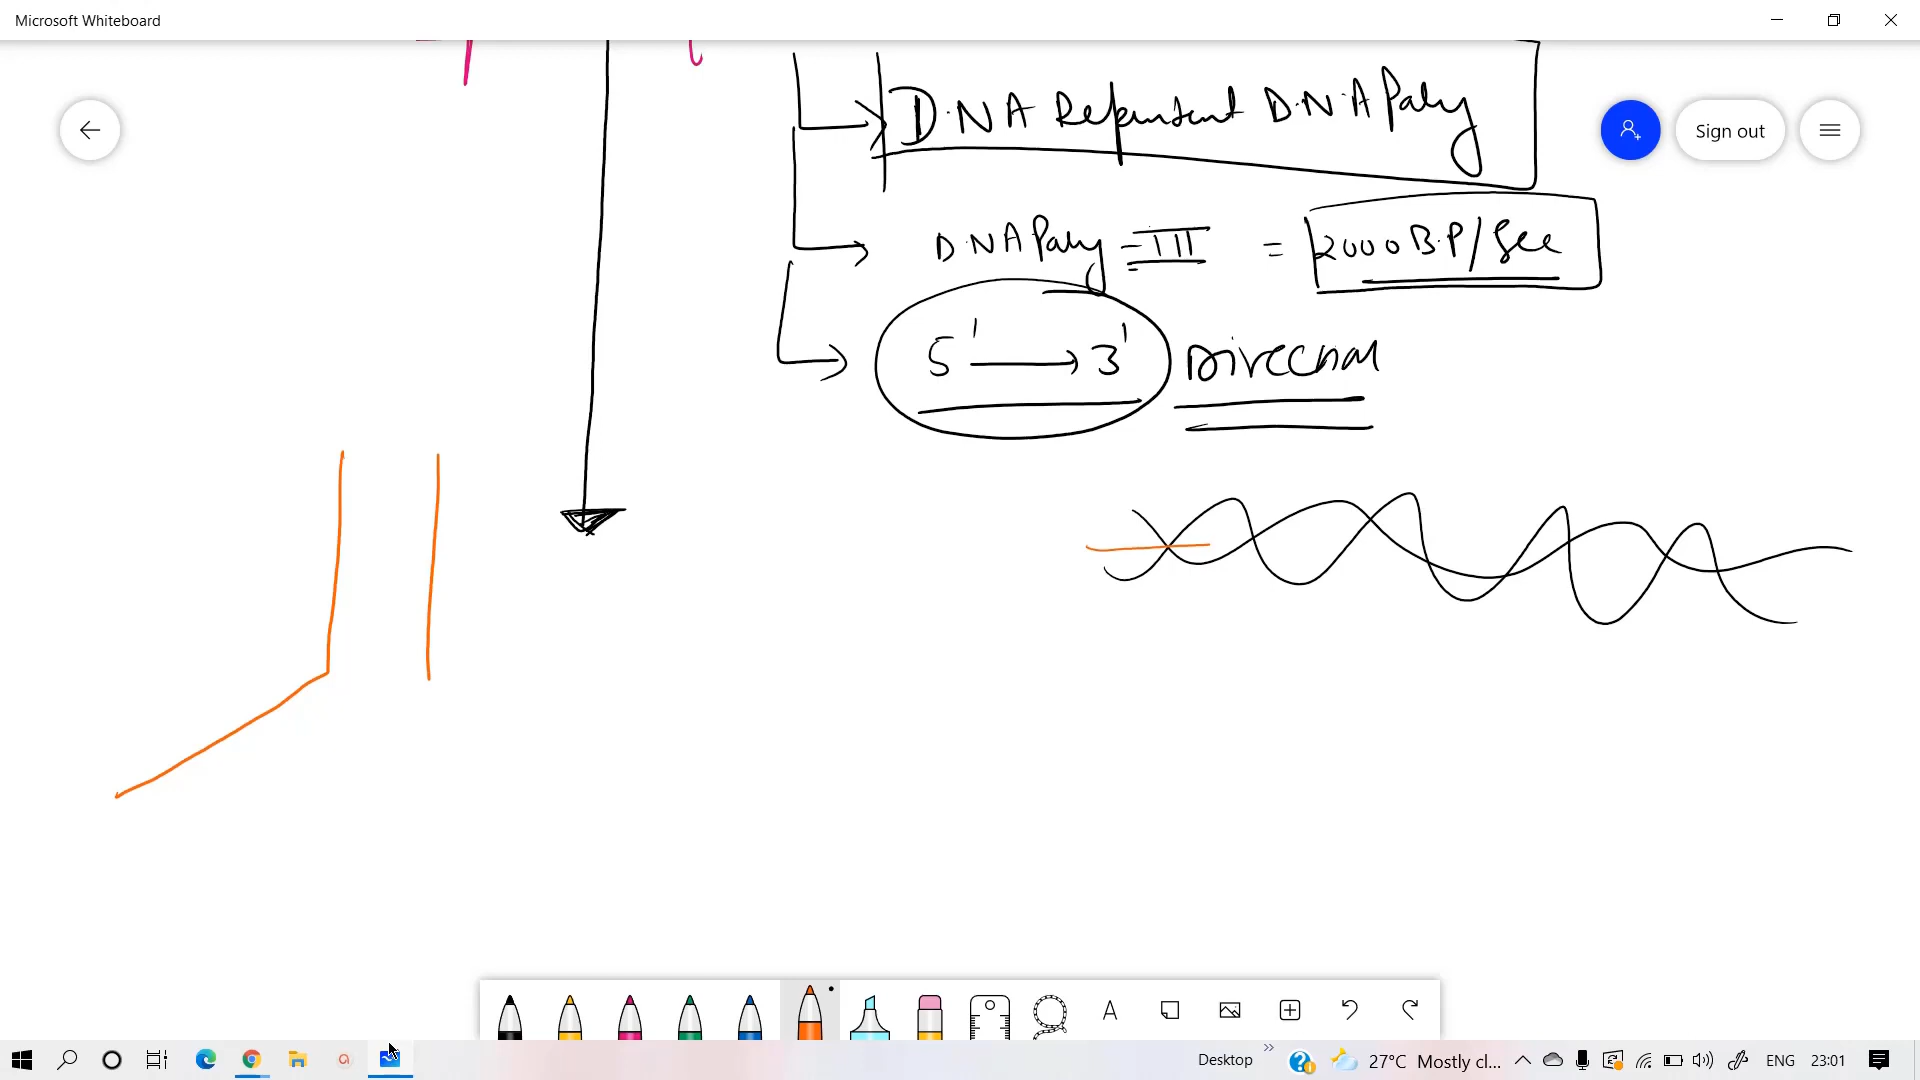 Microsoft Whiteboard
Sign out
D.N.A Dependent D.N.A Poly
D.N.A Poly - III = 2000 B.P/Sec
5' → 3' Direction
A
Desktop
27°C Mostly cl...
ENG
23:01